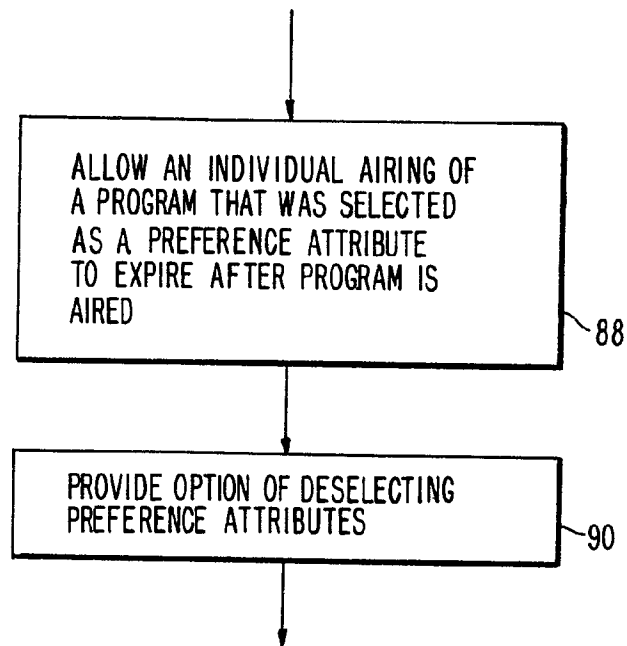 ALLOW AN INDIVIDUAL AIRING OF
A PROGRAM THAT WAS SELECTED
AS A PREFERENCE ATTRIBUTE
TO EXPIRE AFTER PROGRAM IS
AIRED
88
PROVIDE OPTION OF DESELECTING
PREFERENCE ATTRIBUTES
90